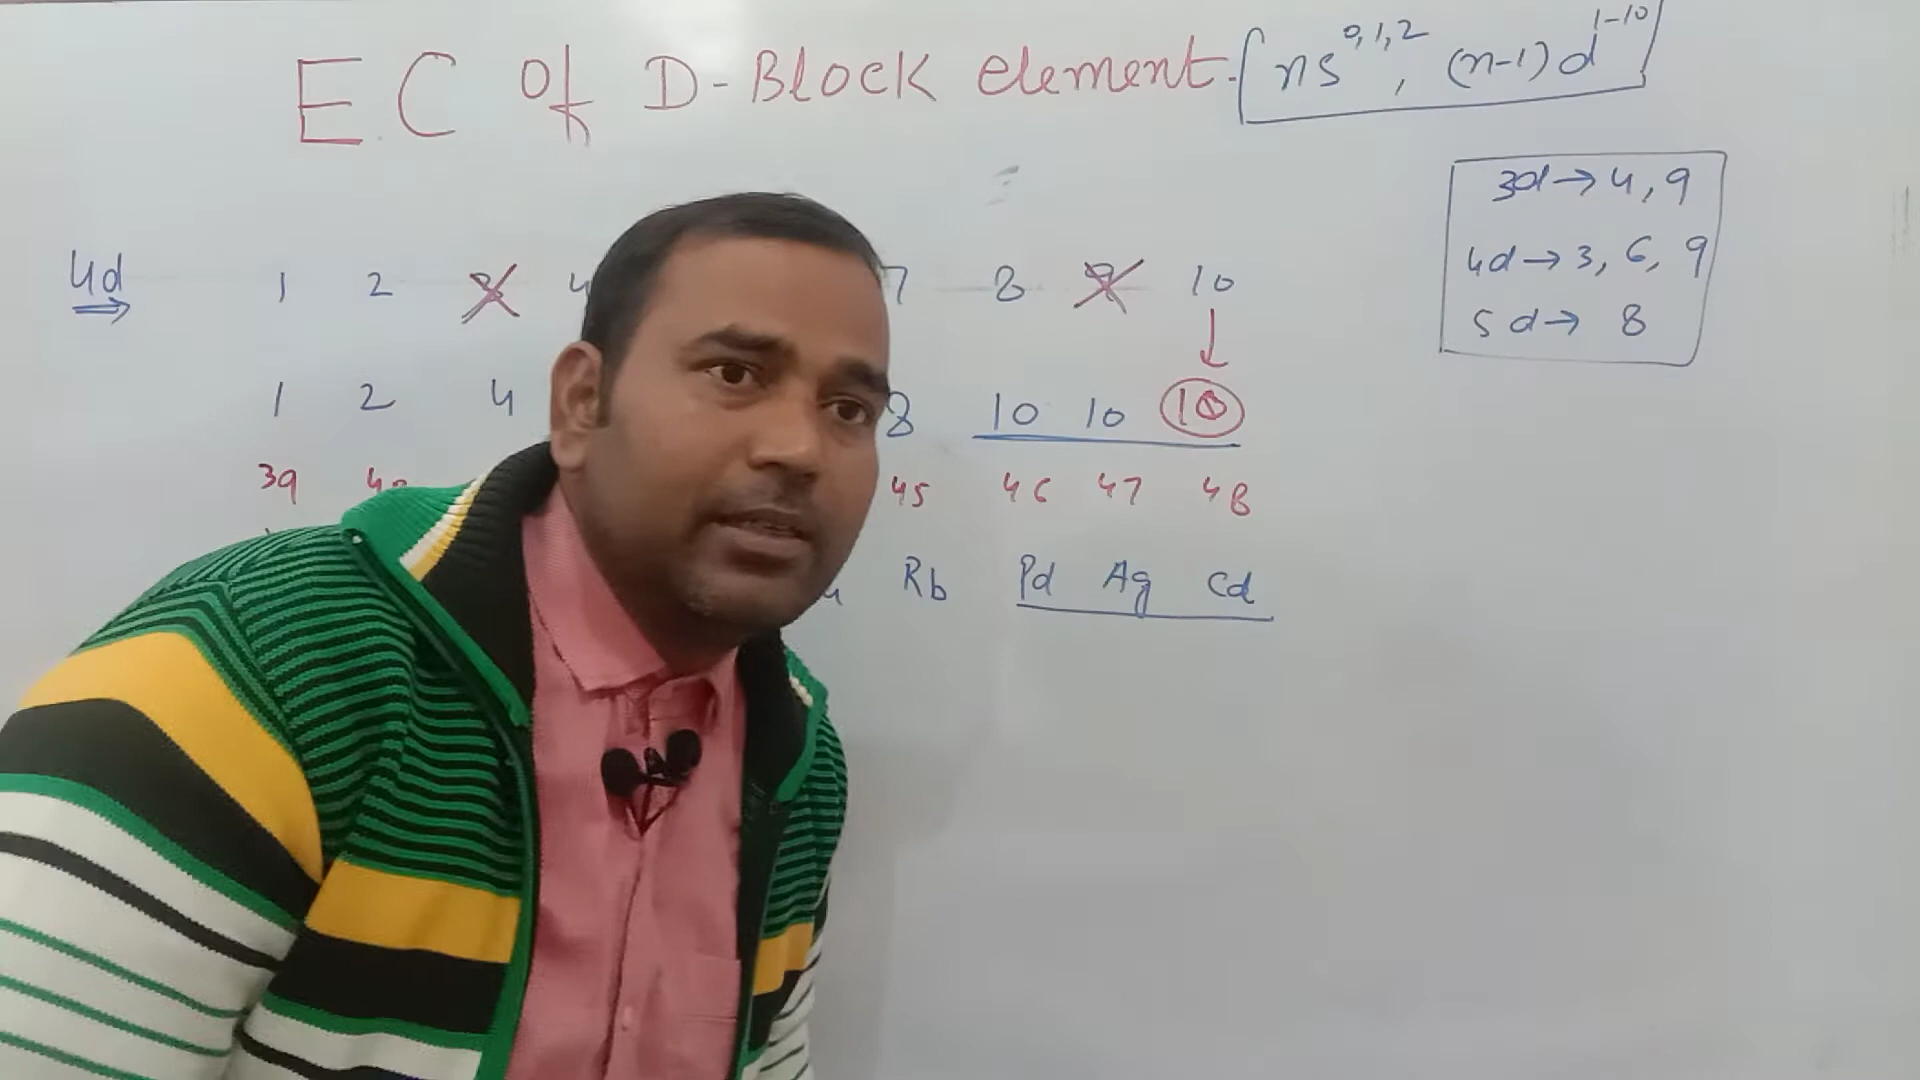 E.C Of D-Block element. [ns^0,1,2, (n-1)d^1-10]
3d→ 4, 9
4d→ 3, 6, 9
5d→ 8
4d 1 2 3 4 7 8 9 10
1 2 4 8 10 10 10
39 40 45 46 47 48
Rb Pd Ag Cd